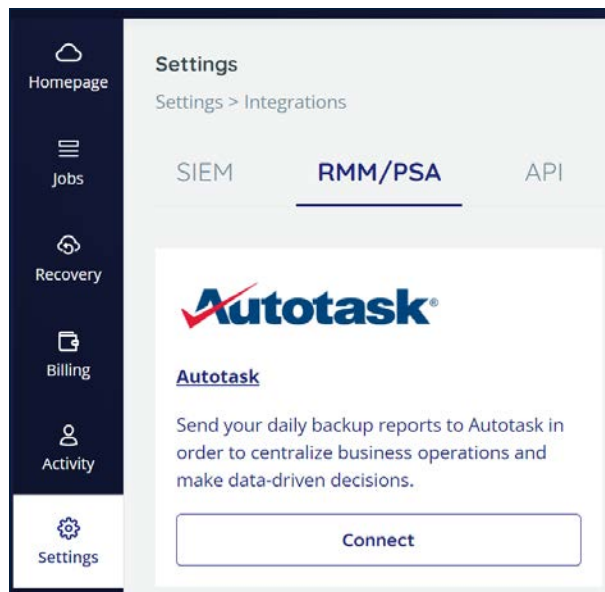 Homepage
Jobs
Recovery
Billing
Activity
Settings
Settings
Settings > Integrations
SIEM RMM/PSA API
Autotask®
Autotask
Send your daily backup reports to Autotask in
order to centralize business operations and
make data-driven decisions.
Connect